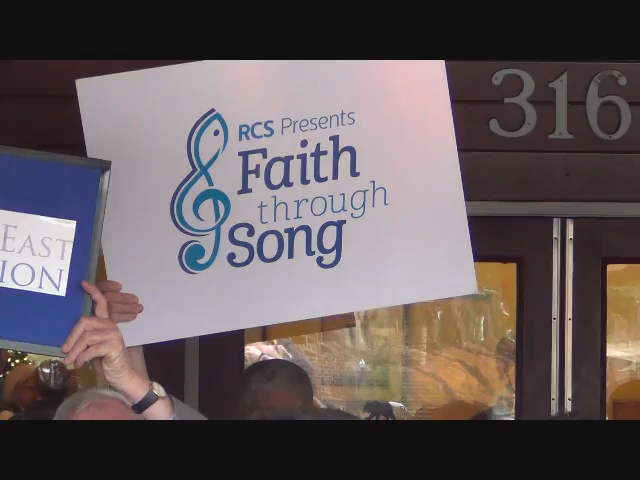 RCS Presents
Faith
through
Song
316
EAST
ION